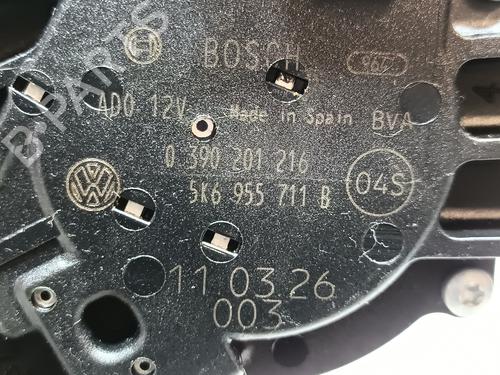 BOSCH 964
AD0 12V Made in Spain BVA
0 390 201 216
5K6 955 711 B 04S
11.03.26
003